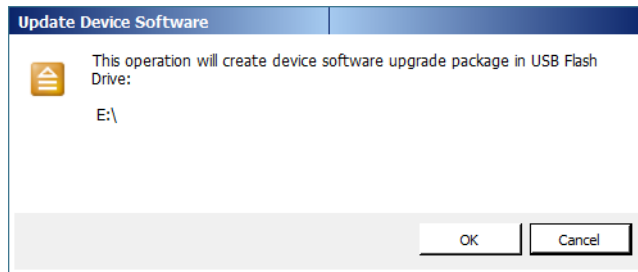 Update Device Software
This operation will create device software upgrade package in USB Flash
Drive:
E:\
OK
Cancel